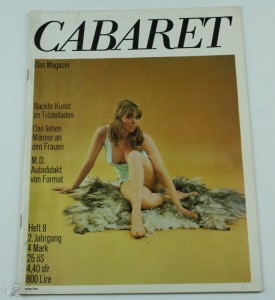 CABARET
Das Magazin
Nackte Kunst
im Trödelladen
Das lieben
Männer an
den Frauen
M.D.
Autodidakt
von Format
Heft 8
2. Jahrgang
4 Mark
25 öS
4,40 sfr
800 Lire